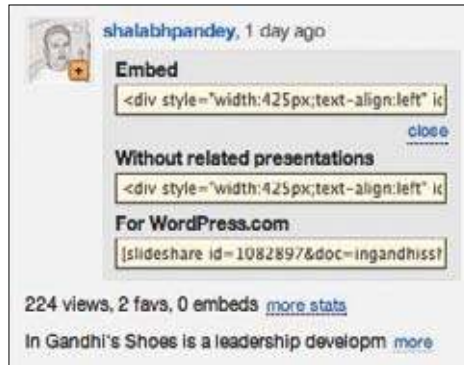 shalabhpandey, 1 day ago
Embed
<div style="width:425px;text-align:left" ic
close
Without related presentations
<div style="width:425px;text-align:left" ic
For WordPress.com
[slideshare id=1082897&doc=ingandhissh
224 views, 2 favs, 0 embeds more stats
In Gandhi's Shoes is a leadership developm more